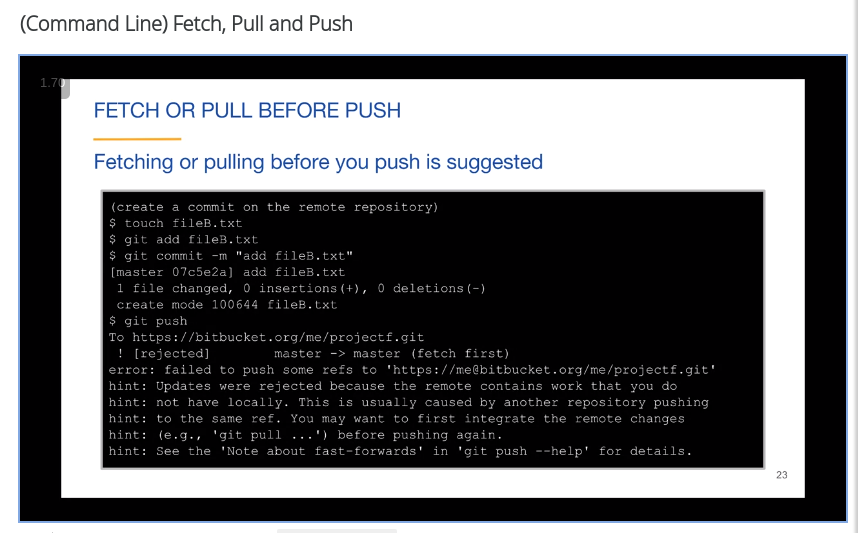 (Command Line) Fetch, Pull and Push
1.70
FETCH OR PULL BEFORE PUSH
Fetching or pulling before you push is suggested
(create a commit on the remote repository)
$ touch fileB.txt
$ git add fileB.txt
$ git commit -m "add fileB.txt"
[master 07c5e2a] add fileB.txt
 1 file changed, 0 insertions(+), 0 deletions(-)
 create mode 100644 fileB.txt
$ git push
To https://bitbucket.org/me/projectf.git
 ! [rejected]        master -> master (fetch first)
error: failed to push some refs to 'https://me@bitbucket.org/me/projectf.git'
hint: Updates were rejected because the remote contains work that you do
hint: not have locally. This is usually caused by another repository pushing
hint: to the same ref. You may want to first integrate the remote changes
hint: (e.g., 'git pull ...') before pushing again.
hint: See the 'Note about fast-forwards' in 'git push --help' for details.
23